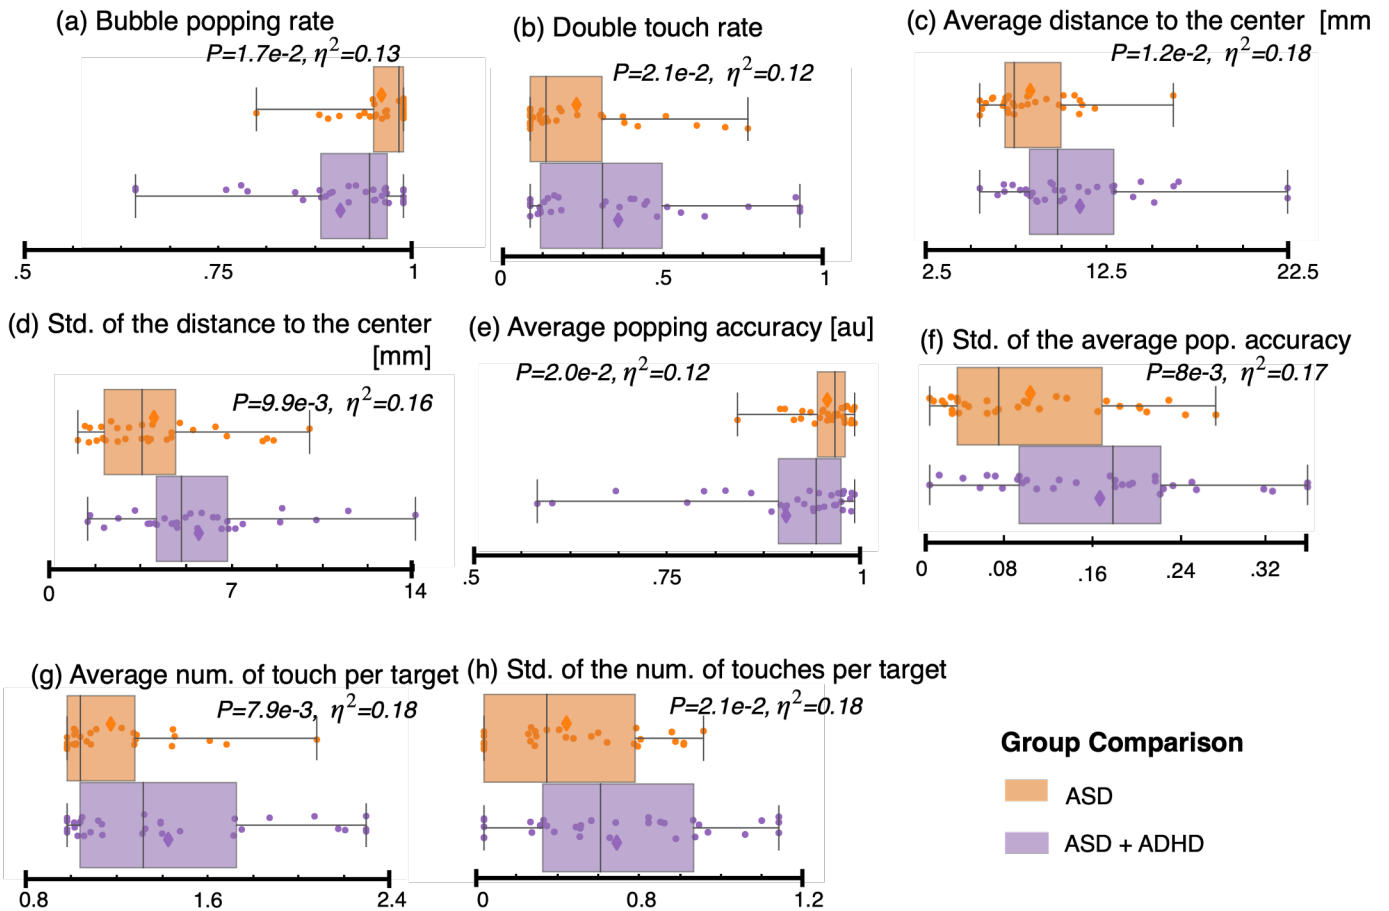 (a) Bubble popping rate
P=1.7e-2, η²=0.13
.5 .75 1
(b) Double touch rate
P=2.1e-2, η²=0.12
0 .5 1
(c) Average distance to the center [mm
P=1.2e-2, η²=0.18
2.5 12.5 22.5
(d) Std. of the distance to the center
[mm]
P=9.9e-3, η²=0.16
0 7 14
(e) Average popping accuracy [au]
P=2.0e-2, η²=0.12
.5 .75 1
(f) Std. of the average pop. accuracy
P=8e-3, η²=0.17
0 .08 .16 .24 .32
(g) Average num. of touch per target
P=7.9e-3, η²=0.18
0.8 1.6 2.4
(h) Std. of the num. of touches per target
P=2.1e-2, η²=0.18
0 0.8 1.2
Group Comparison
ASD
ASD + ADHD